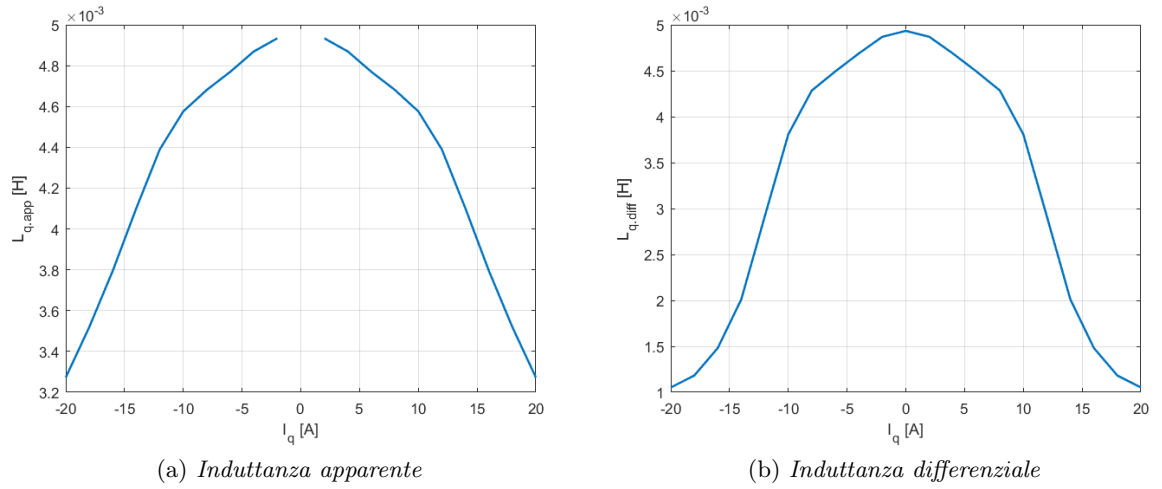 ×10⁻³
5
4.8
4.6
4.4
4.2
4
3.8
3.6
3.4
3.2
L_q.app [H]
-20 -15 -10 -5 0 5 10 15 20
I_q [A]
(a) Induttanza apparente
×10⁻³
5
4.5
4
3.5
3
2.5
2
1.5
1
L_q.diff [H]
-20 -15 -10 -5 0 5 10 15 20
I_q [A]
(b) Induttanza differenziale